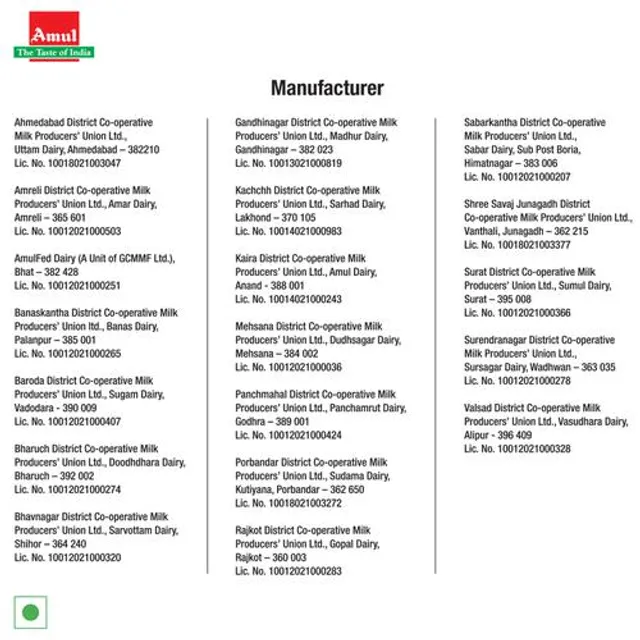 Amul
The Taste of India
Manufacturer
Ahmedabad District Co-operative
Milk Producers' Union Ltd.,
Uttam Dairy, Ahmedabad – 382210
Lic. No. 10018021003047
Amreli District Co-operative Milk
Producers' Union Ltd., Amar Dairy,
Amreli – 365 601
Lic. No. 10012021000503
AmulFed Dairy (A Unit of GCMMF Ltd.),
Bhat – 382 428
Lic. No. 10012021000251
Banaskantha District Co-operative Milk
Producers' Union ltd., Banas Dairy,
Palanpur – 385 001
Lic. No. 10012021000265
Baroda District Co-operative Milk
Producers' Union Ltd., Sugam Dairy,
Vadodara - 390 009
Lic. No. 10012021000407
Bharuch District Co-operative Milk
Producers' Union Ltd., Doodhdhara Dairy,
Bharuch – 392 002
Lic. No. 10012021000274
Bhavnagar District Co-operative Milk
Producers' Union Ltd., Sarvottam Dairy,
Shihor – 364 240
Lic. No. 10012021000320
Gandhinagar District Co-operative Milk
Producers' Union Ltd., Madhur Dairy,
Gandhinagar – 382 023
Lic. No. 10013021000819
Kachchh District Co-operative Milk
Producers' Union Ltd., Sarhad Dairy,
Lakhond – 370 105
Lic. No. 10014021000983
Kaira District Co-operative Milk
Producers' Union Ltd., Amul Dairy,
Anand - 388 001
Lic. No. 10014021000243
Mehsana District Co-operative Milk
Producers' Union Ltd., Dudhsagar Dairy,
Mehsana – 384 002
Lic. No. 10012021000036
Panchmahal District Co-operative Milk
Producers' Union Ltd., Panchamrut Dairy,
Godhra – 389 001
Lic. No. 10012021000424
Porbandar District Co-operative Milk
Producers' Union Ltd., Sudama Dairy,
Kutiyana, Porbandar – 362 650
Lic. No. 10018021003272
Rajkot District Co-operative Milk
Producers' Union Ltd., Gopal Dairy,
Rajkot – 360 003
Lic. No. 10012021000283
Sabarkantha District Co-operative
Milk Producers' Union Ltd.,
Sabar Dairy, Sub Post Boria,
Himatnagar – 383 006
Lic. No. 10012021000207
Shree Savaj Junagadh District
Co-operative Milk Producers' Union Ltd.,
Vanthali, Junagadh – 362 215
Lic. No. 10018021003377
Surat District Co-operative Milk
Producers' Union Ltd., Sumul Dairy,
Surat – 395 008
Lic. No. 10012021000366
Surendranagar District Co-operative
Milk Producers' Union Ltd.,
Sursagar Dairy, Wadhwan – 363 035
Lic. No. 10012021000278
Valsad District Co-operative Milk
Producers' Union Ltd., Vasudhara Dairy,
Alipur - 396 409
Lic. No. 10012021000328